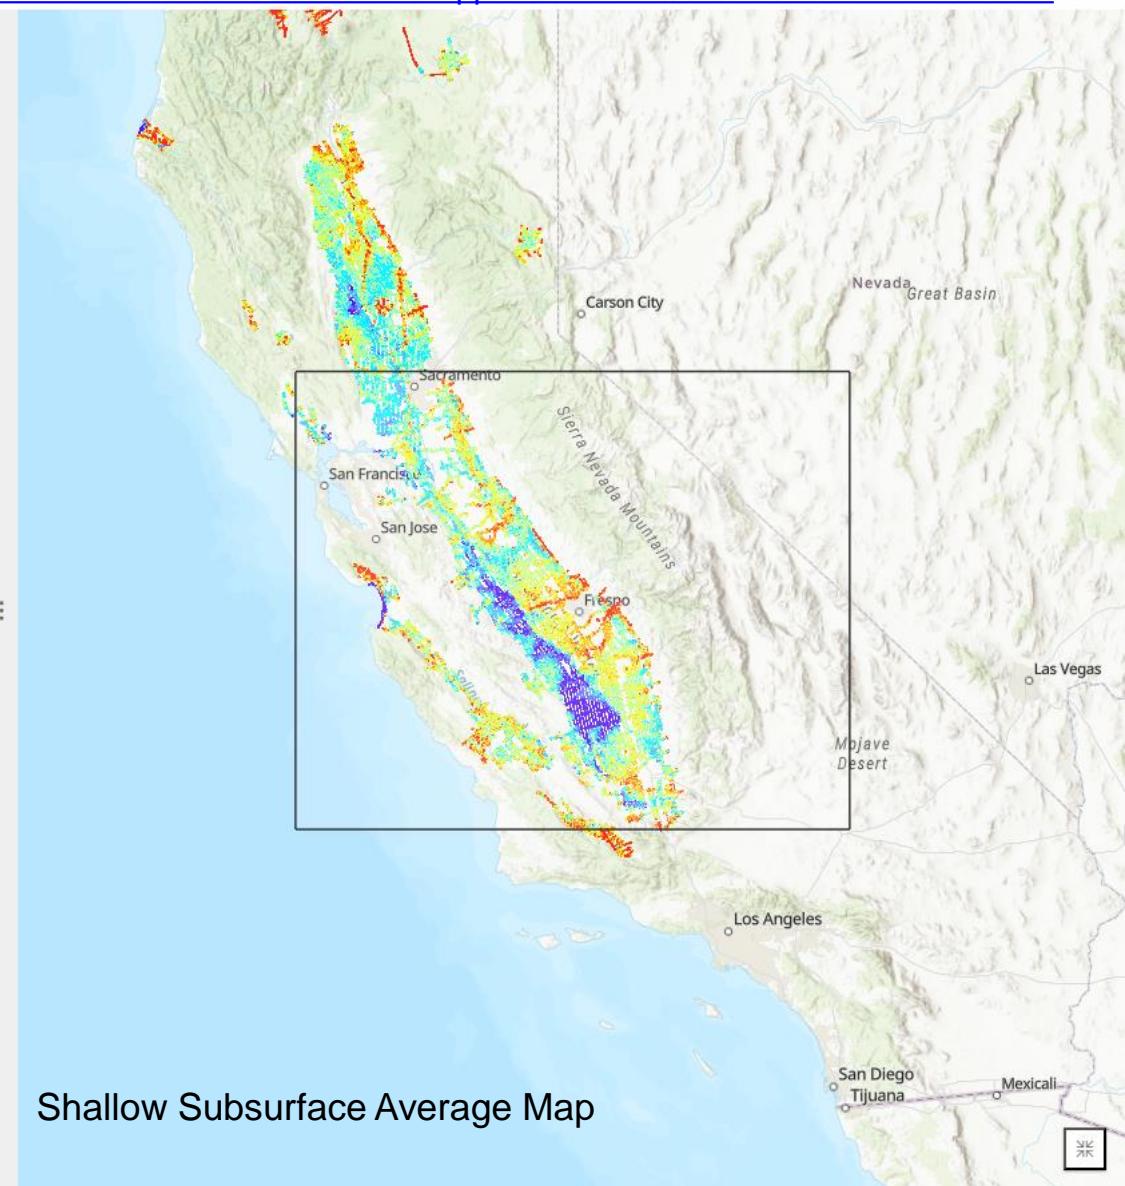 Nevada
Great Basin
Carson City
Sacramento
Sierra Nevada Mountains
San Francisco
San Jose
Fresno
Las Vegas
Mojave
Desert
Los Angeles
San Diego
Tijuana
Mexicali
Shallow Subsurface Average Map